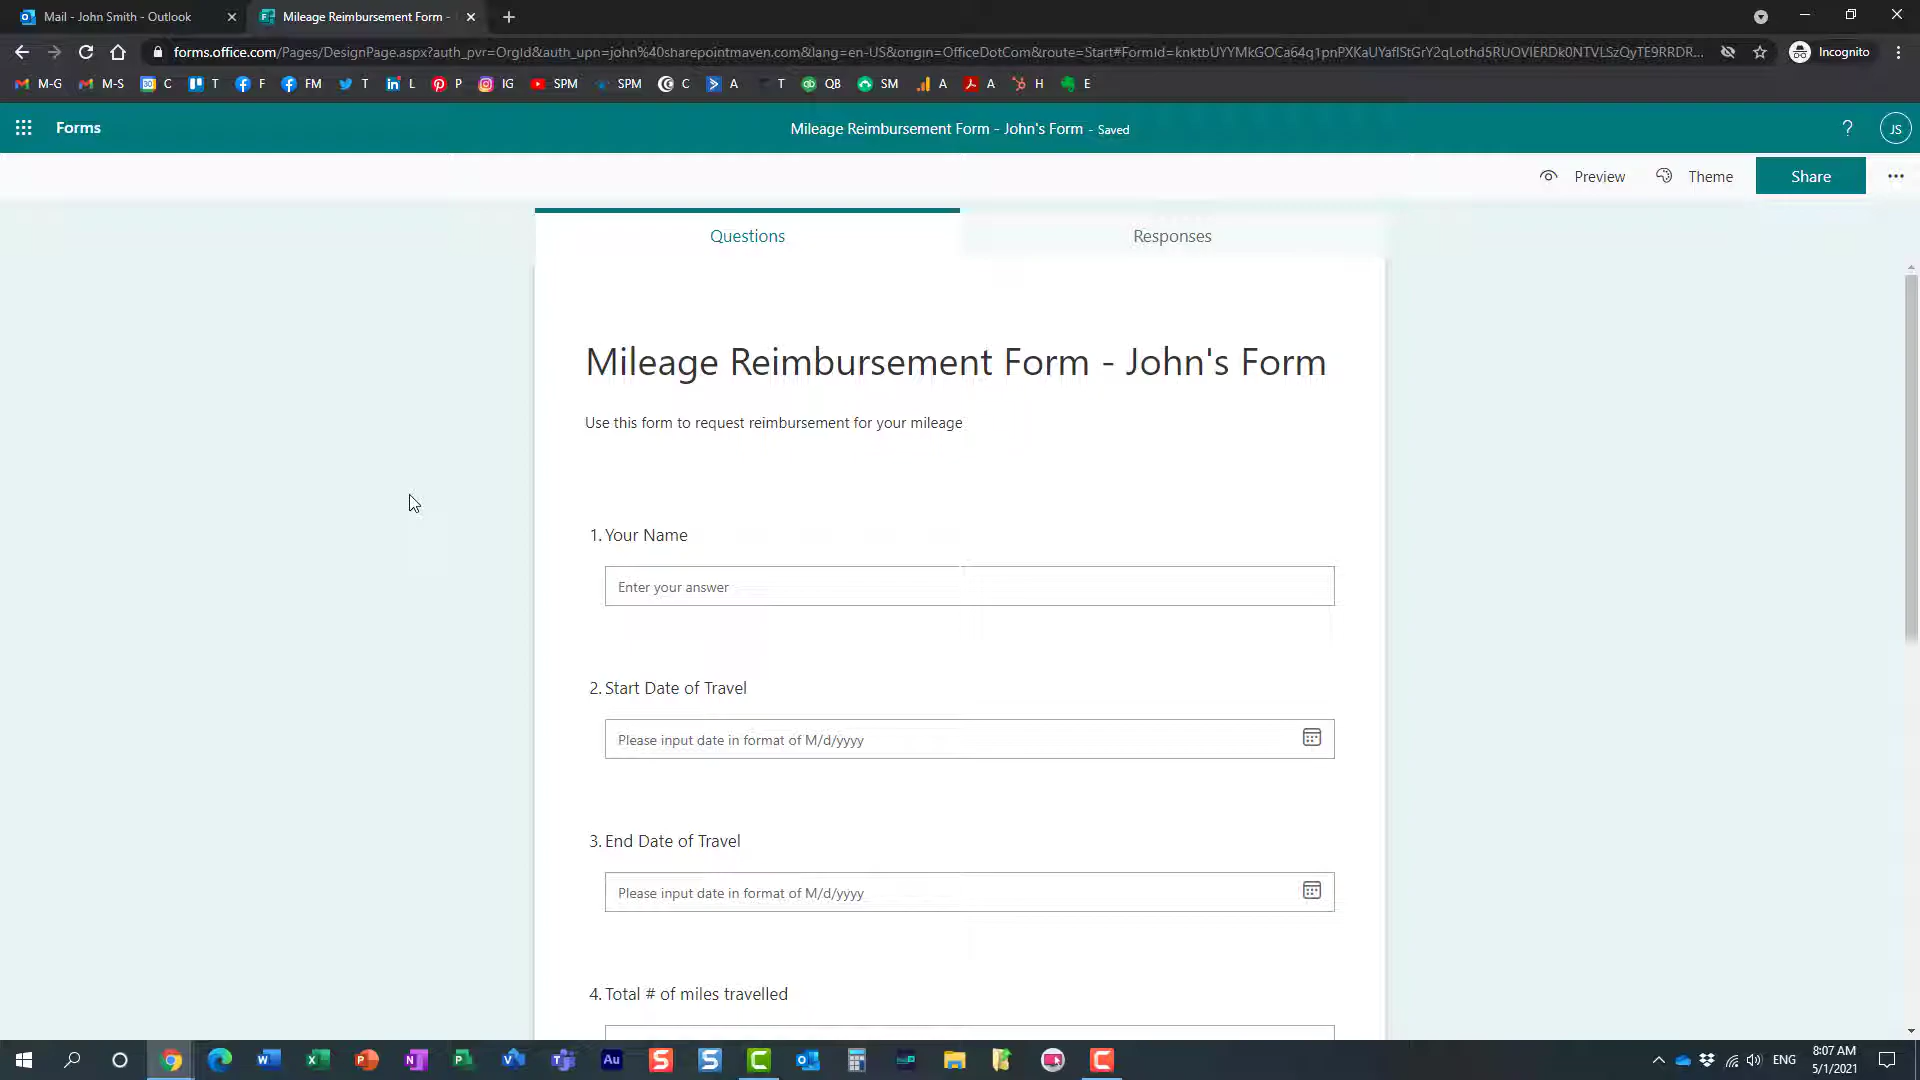 Mail - John Smith - Outlook
Mileage Reimbursement Form -
forms.office.com/Pages/DesignPage.aspx?auth_pvr=OrgId&auth_upn=john%40sharepointmaven.com&lang=en-US&origin=OfficeDotCom&route=Start#FormId=knktbUYYMkGOCa64q1pnPXKaUYaflStGrY2qLothd5RUOVlERDk0NTVLSzQyTE9RRDR...
Incognito
M-G M-S C T F FM T L P IG SPM SPM C A T QB SM A A H E
Forms
Mileage Reimbursement Form - John's Form - Saved
? JS
Preview Theme Share ...
Questions Responses
Mileage Reimbursement Form - John's Form
Use this form to request reimbursement for your mileage
1. Your Name
Enter your answer
2. Start Date of Travel
Please input date in format of M/d/yyyy
3. End Date of Travel
Please input date in format of M/d/yyyy
4. Total # of miles travelled
ENG
8:07 AM
5/1/2021